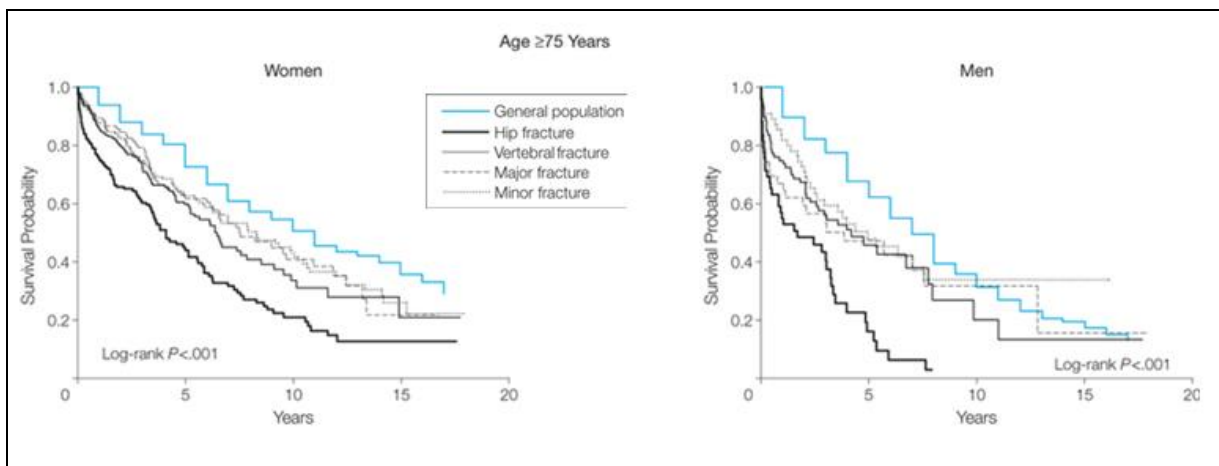 Age ≥75 Years
Women
Men
General population
Hip fracture
Vertebral fracture
Major fracture
Minor fracture
Survival Probability
1.0
0.8
0.6
0.4
0.2
0
5
10
15
20
Years
Log-rank P<.001
Survival Probability
1.0
0.8
0.6
0.4
0.2
0
5
10
15
20
Years
Log-rank P<.001